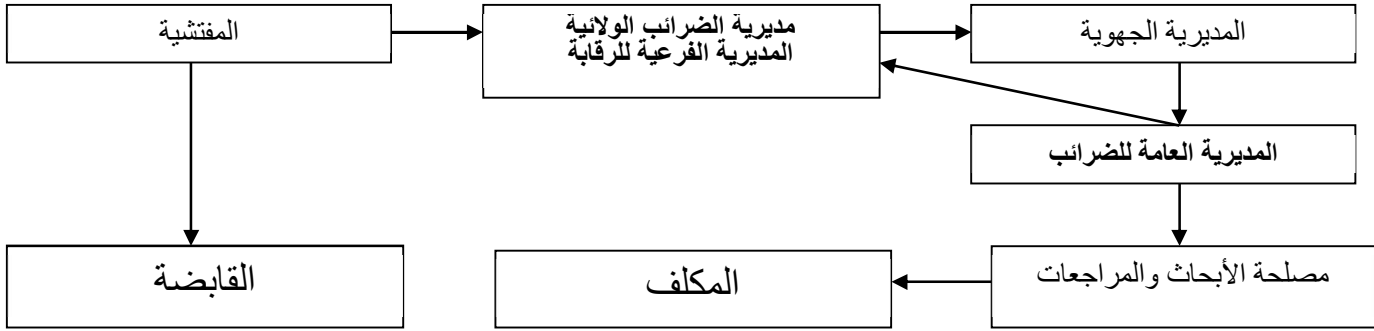 المفتشية
مديرية الضرائب الولائية
المديرية الفرعية للرقابة
المديرية الجهوية
المديرية العامة للضرائب
القابضة
المكلف
مصلحة الأبحاث والمراجعات